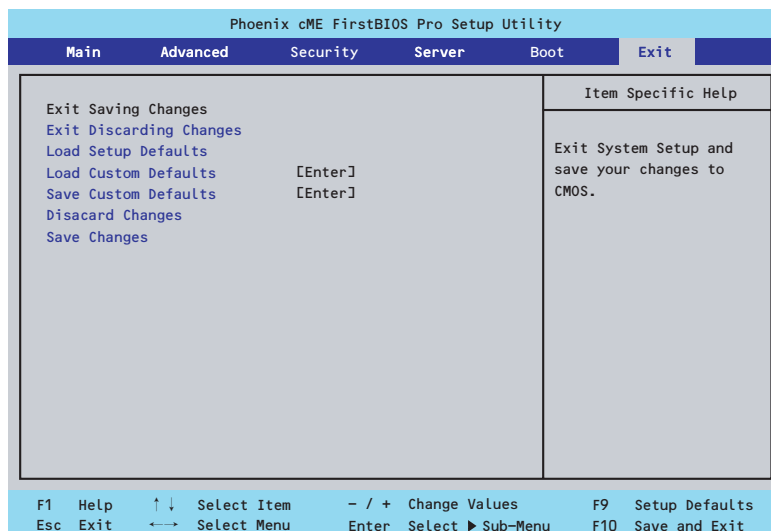 Phoenix cME FirstBIOS Pro Setup Utility
Main Advanced Security Server Boot Exit
Item Specific Help
Exit Saving Changes
Exit Discarding Changes
Load Setup Defaults
Load Custom Defaults [Enter]
Save Custom Defaults [Enter]
Disacard Changes
Save Changes
Exit System Setup and
save your changes to
CMOS.
F1 Help ↑↓ Select Item - / + Change Values F9 Setup Defaults
Esc Exit ←→ Select Menu Enter Select ▶ Sub-Menu F10 Save and Exit